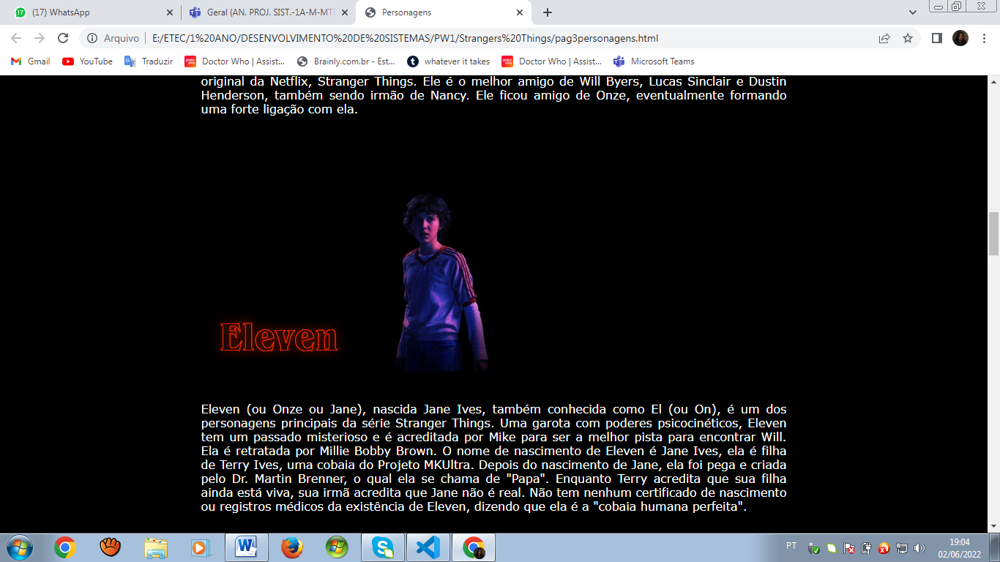 (17) WhatsApp
Geral (AN. PROJ. SIST.-1A-M-MTE
Personagens
Arquivo
E:/ETEC/1%20ANO/DESENVOLVIMENTO%20DE%20SISTEMAS/PW1/Strangers%20Things/pag3personagens.html
Gmail
YouTube
Traduzir
Doctor Who | Assist...
Brainly.com.br - Est...
whatever it takes
Doctor Who | Assist...
Microsoft Teams
original da Netflix, Stranger Things. Ele é o melhor amigo de Will Byers, Lucas Sinclair e Dustin
Henderson, também sendo irmão de Nancy. Ele ficou amigo de Onze, eventualmente formando
uma forte ligação com ela.
Eleven
Eleven (ou Onze ou Jane), nascida Jane Ives, também conhecida como El (ou On), é um dos
personagens principais da série Stranger Things. Uma garota com poderes psicocinéticos, Eleven
tem um passado misterioso e é acreditada por Mike para ser a melhor pista para encontrar Will.
Ela é retratada por Millie Bobby Brown. O nome de nascimento de Eleven é Jane Ives, ela é filha
de Terry Ives, uma cobaia do Projeto MKUltra. Depois do nascimento de Jane, ela foi pega e criada
pelo Dr. Martin Brenner, o qual ela se chama de "Papa". Enquanto Terry acredita que sua filha
ainda está viva, sua irmã acredita que Jane não é real. Não tem nenhum certificado de nascimento
ou registros médicos da existência de Eleven, dizendo que ela é a "cobaia humana perfeita".
PT
19:04
02/06/2022